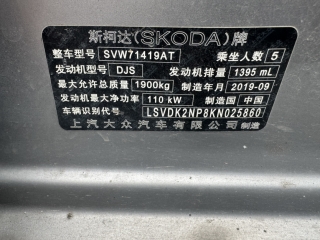 斯柯达(SKODA)牌
整车型号 SVW71419AT 乘坐人数 5
发动机型号 DJS 发动机排量 1395 mL
最大允许总质量 1900kg 制造年月 2019-09
发动机最大净功率 110 kW 制造国 中国
车辆识别代号 LSVDK2NP8KN025860
上汽大众汽车有限公司 制造